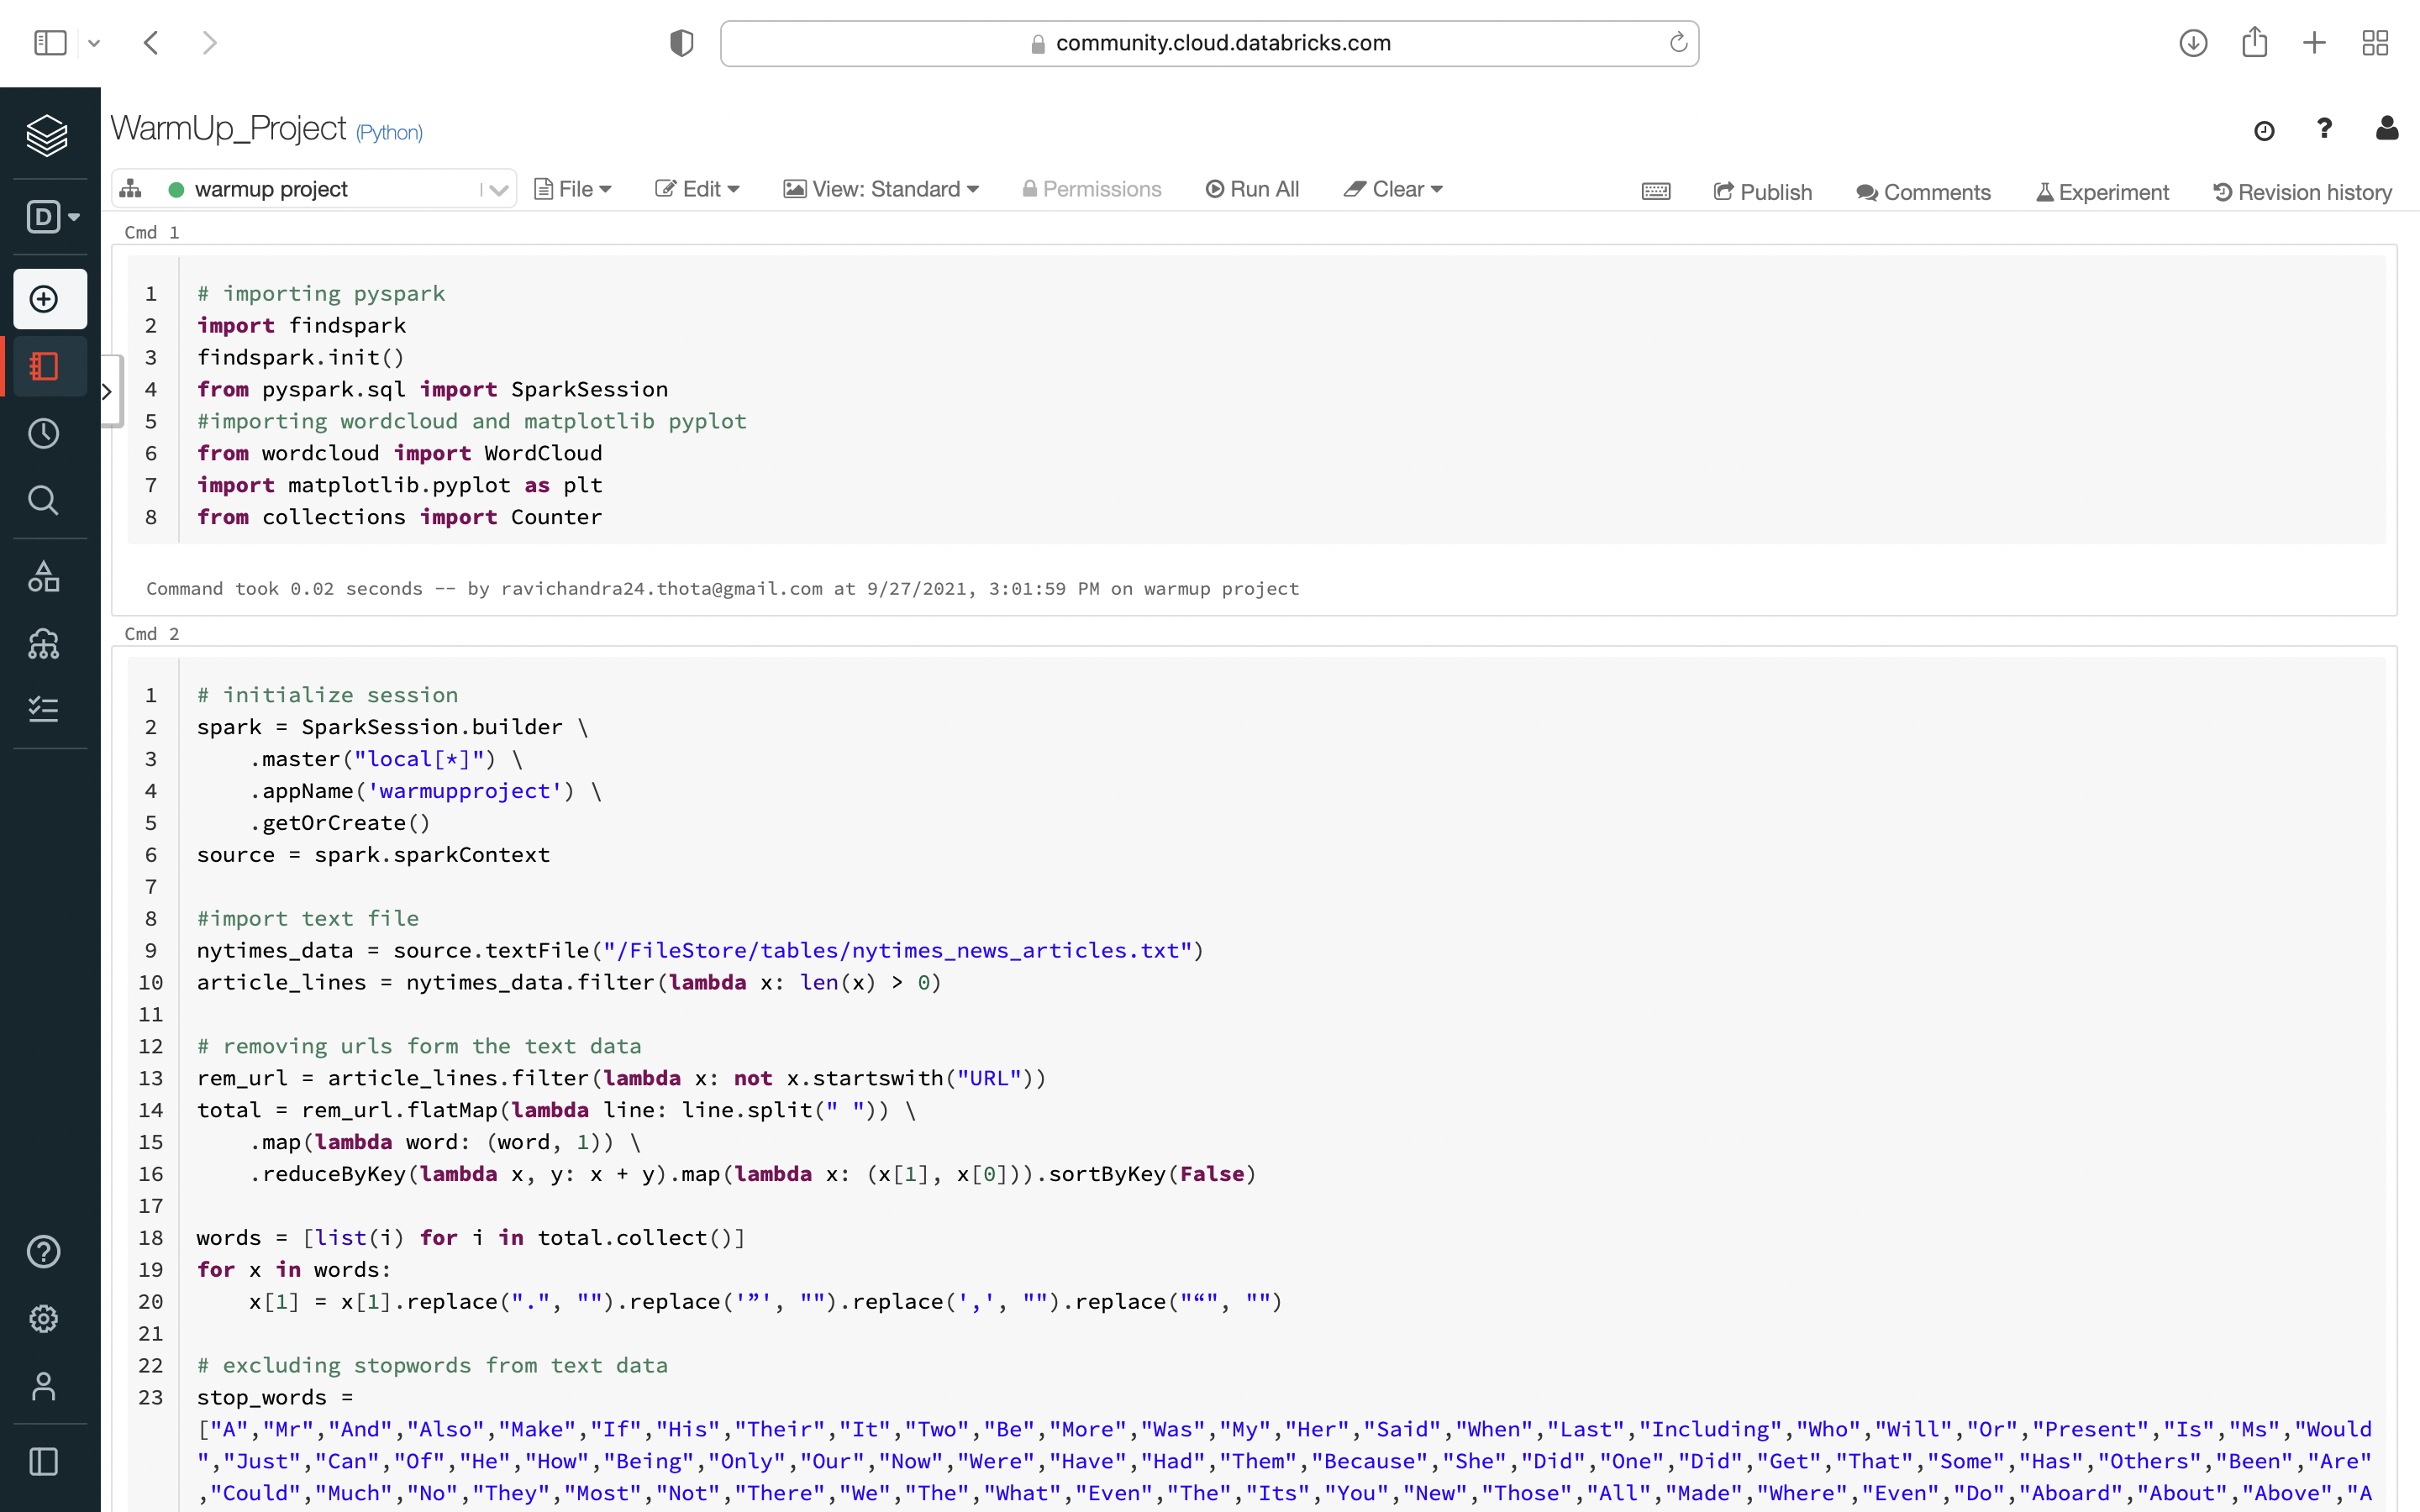 community.cloud.databricks.com
WarmUp_Project (Python)
D
warmup project
File
Edit
View: Standard
Permissions
Run All
Clear
Publish
Comments
Experiment
Revision history
Cmd 1
1 # importing pyspark
2 import findspark
3 findspark.init()
4 from pyspark.sql import SparkSession
5 #importing wordcloud and matplotlib pyplot
6 from wordcloud import WordCloud
7 import matplotlib.pyplot as plt
8 from collections import Counter
Command took 0.02 seconds -- by ravichandra24.thota@gmail.com at 9/27/2021, 3:01:59 PM on warmup project
Cmd 2
1 # initialize session
2 spark = SparkSession.builder \
3     .master("local[*]") \
4     .appName('warmupproject') \
5     .getOrCreate()
6 source = spark.sparkContext
7
8 #import text file
9 nytimes_data = source.textFile("/FileStore/tables/nytimes_news_articles.txt")
10 article_lines = nytimes_data.filter(lambda x: len(x) > 0)
11
12 # removing urls form the text data
13 rem_url = article_lines.filter(lambda x: not x.startswith("URL"))
14 total = rem_url.flatMap(lambda line: line.split(" ")) \
15     .map(lambda word: (word, 1)) \
16     .reduceByKey(lambda x, y: x + y).map(lambda x: (x[1], x[0])).sortByKey(False)
17
18 words = [list(i) for i in total.collect()]
19 for x in words:
20     x[1] = x[1].replace(".", "").replace('”', "").replace(',', "").replace("“", "")
21
22 # excluding stopwords from text data
23 stop_words =
["A","Mr","And","Also","Make","If","His","Their","It","Two","Be","More","Was","My","Her","Said","When","Last","Including","Who","Will","Or","Present","Is","Ms","Would
","Just","Can","Of","He","How","Being","Only","Our","Now","Were","Have","Had","Them","Because","She","Did","One","Did","Get","That","Some","Has","Others","Been","Are"
,"Could","Much","No","They","Most","Not","There","We","The","What","Even","The","Its","You","New","Those","All","Made","Where","Even","Do","Aboard","About","Above","A